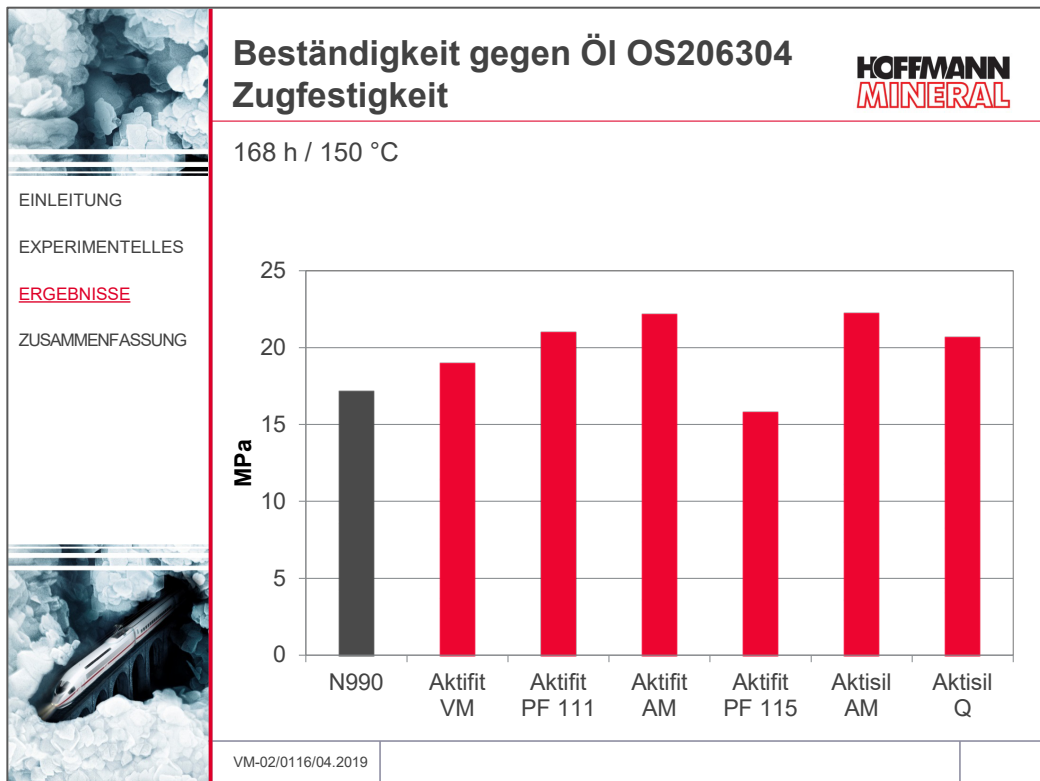 Beständigkeit gegen Öl OS206304
Zugfestigkeit
HOFFMANN
MINERAL
168 h / 150 °C
EINLEITUNG
EXPERIMENTELLES
ERGEBNISSE
ZUSAMMENFASSUNG
25
20
15
10
5
0
MPa
N990
Aktifit
VM
Aktifit
PF 111
Aktifit
AM
Aktifit
PF 115
Aktisil
AM
Aktisil
Q
VM-02/0116/04.2019